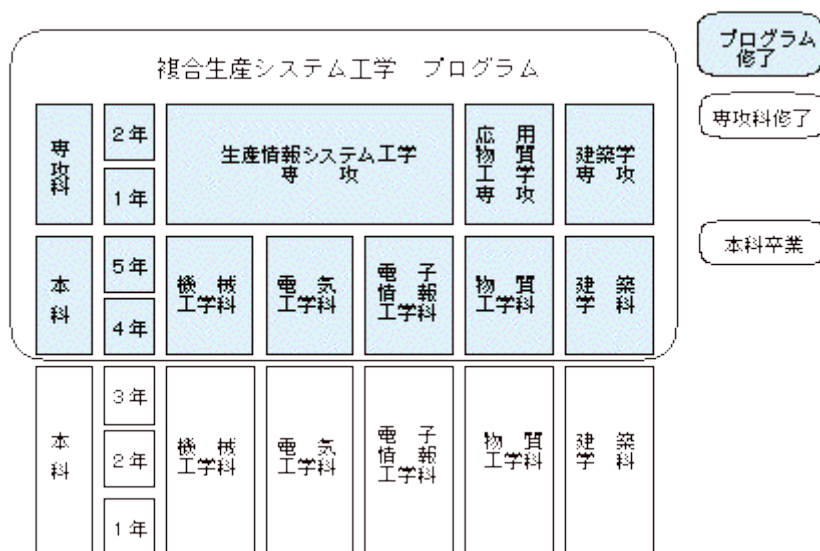 複合生産システム工学 プログラム
プログラム
修了
専攻科修了
本科卒業
専攻科
2年
1年
生産情報システム工学
専 攻
応 用
物 質
工 学
専 攻
建築学
専 攻
本科
5年
4年
機 械
工学科
電 気
工学科
電 子
情 報
工学科
物 質
工学科
建 築
学 科
本科
3年
2年
1年
機 械
工学科
電 気
工学科
電 子
情 報
工学科
物 質
工学科
建 築
学 科